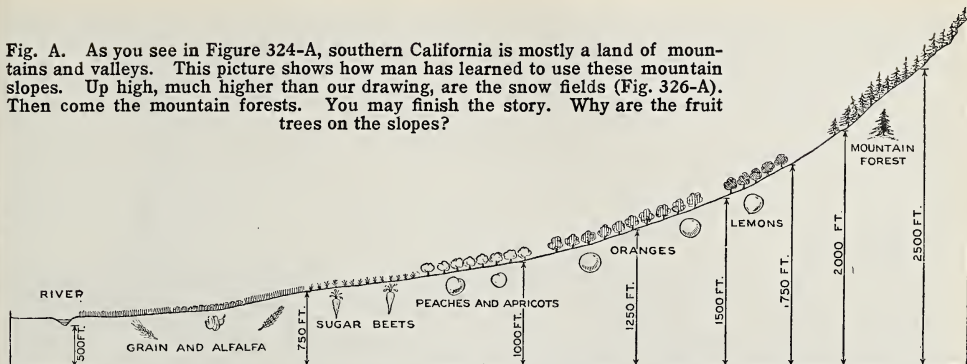 Fig. A. As you see in Figure 324-A, southern California is mostly a land of moun-
tains and valleys. This picture shows how man has learned to use these mountain
slopes. Up high, much higher than our drawing, are the snow fields (Fig. 326-A).
Then come the mountain forests. You may finish the story. Why are the fruit
trees on the slopes?
MOUNTAIN
FOREST
LEMONS
ORANGES
PEACHES AND APRICOTS
SUGAR BEETS
RIVER
GRAIN AND ALFALFA
500FT.
750 FT.
1000 FT.
1250 FT.
1500 FT.
1750 FT.
2000 FT.
2500 FT.